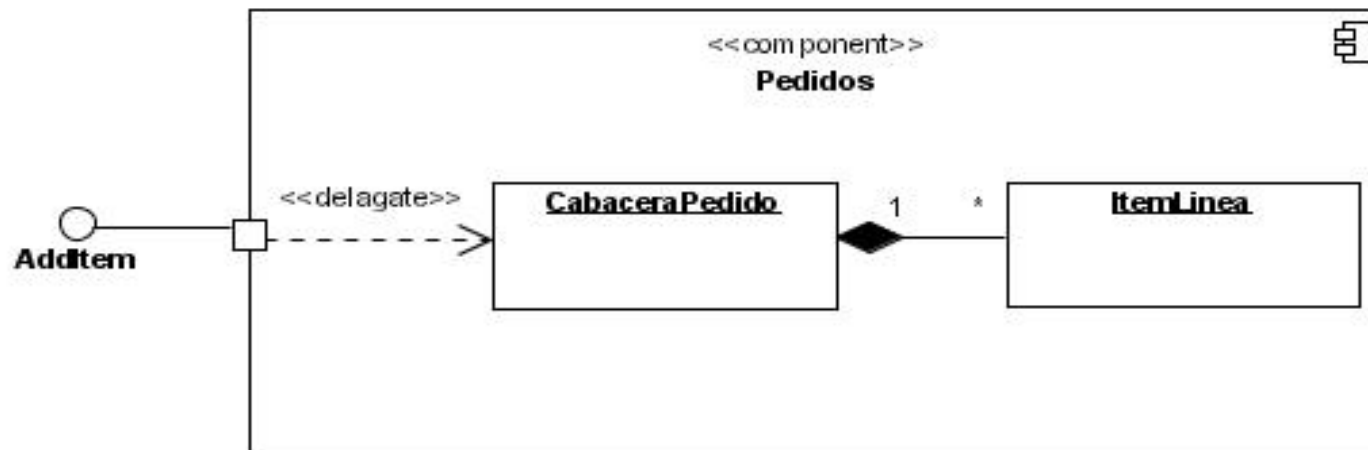 <<component>>
Pedidos
<<delagate>>
CabaceraPedido
1
*
ItemLinea
AddItem